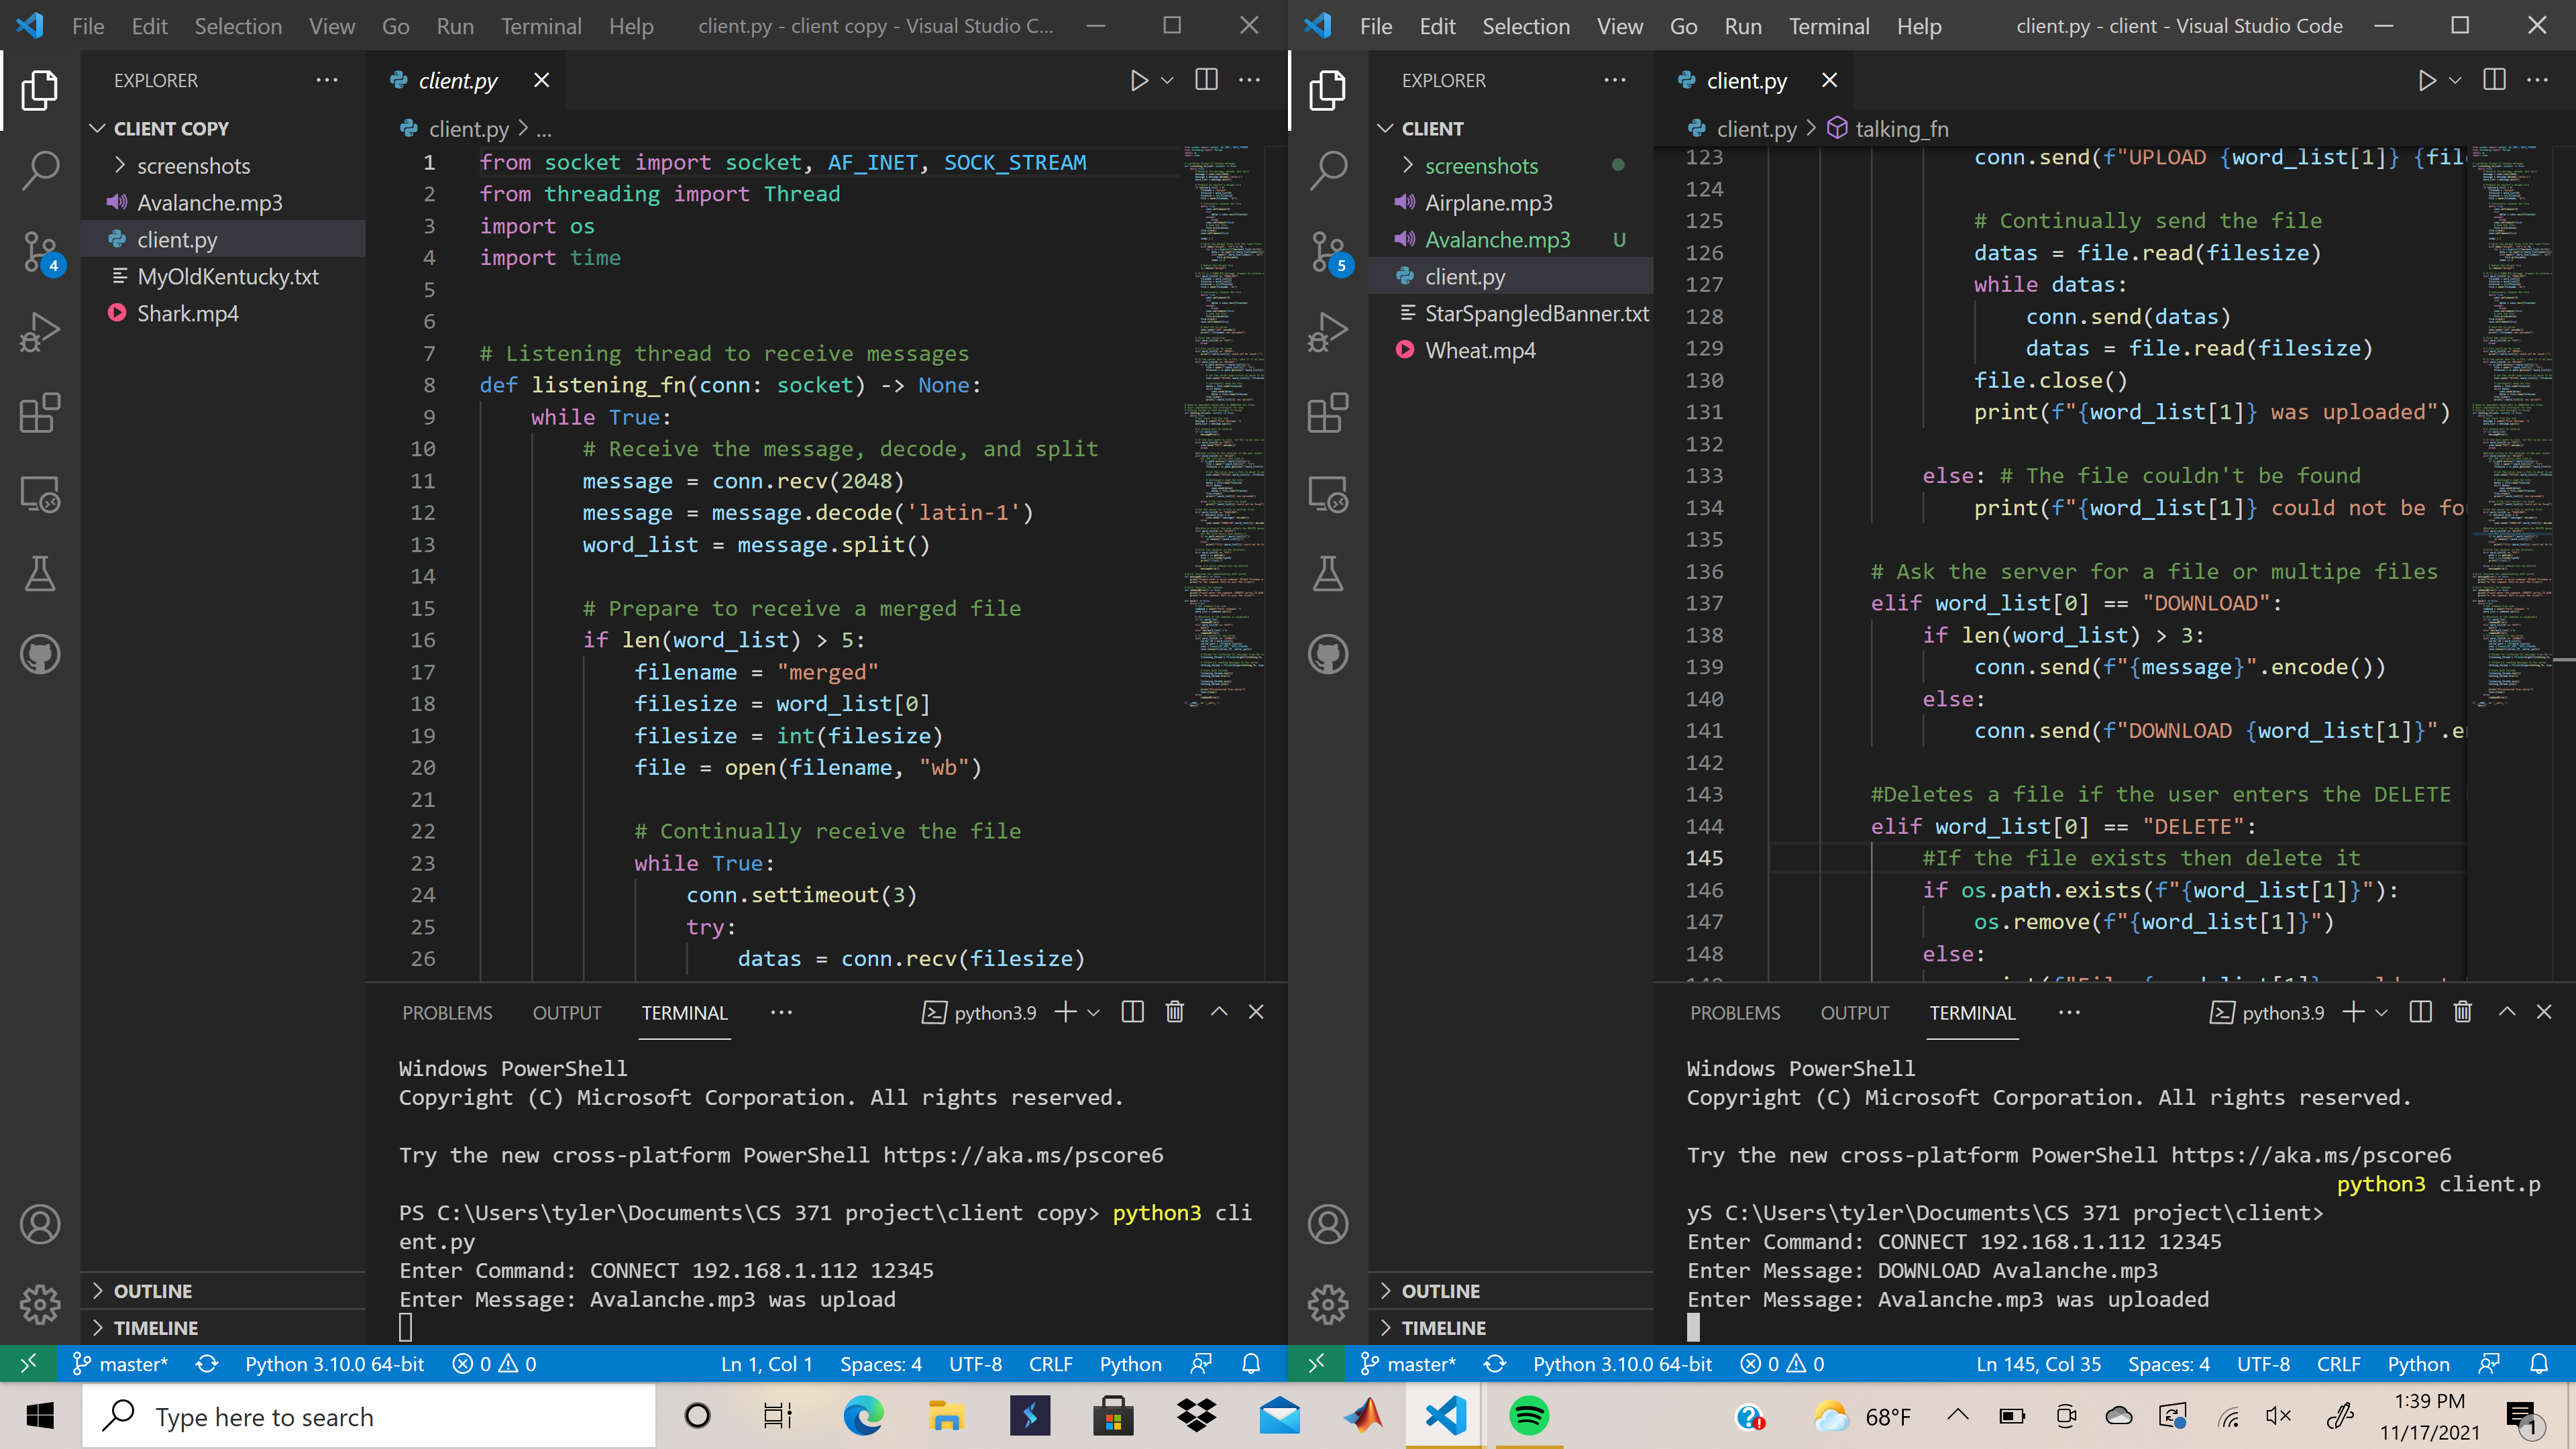 File Edit Selection View Go Run Terminal Help client.py - client copy - Visual Studio C...
EXPLORER
client.py
CLIENT COPY
client.py > ...
screenshots
Avalanche.mp3
client.py
MyOldKentucky.txt
Shark.mp4
4
1 from socket import socket, AF_INET, SOCK_STREAM
2 from threading import Thread
3 import os
4 import time
5
6
7 # Listening thread to receive messages
8 def listening_fn(conn: socket) -> None:
9 while True:
10 # Receive the message, decode, and split
11 message = conn.recv(2048)
12 message = message.decode('latin-1')
13 word_list = message.split()
14
15 # Prepare to receive a merged file
16 if len(word_list) > 5:
17 filename = "merged"
18 filesize = word_list[0]
19 filesize = int(filesize)
20 file = open(filename, "wb")
21
22 # Continually receive the file
23 while True:
24 conn.settimeout(3)
25 try:
26 datas = conn.recv(filesize)
PROBLEMS OUTPUT TERMINAL ... python3.9
Windows PowerShell
Copyright (C) Microsoft Corporation. All rights reserved.
Try the new cross-platform PowerShell https://aka.ms/pscore6
PS C:\Users\tyler\Documents\CS 371 project\client copy> python3 cli
ent.py
Enter Command: CONNECT 192.168.1.112 12345
Enter Message: Avalanche.mp3 was upload
OUTLINE
TIMELINE
master* Python 3.10.0 64-bit 0 0 Ln 1, Col 1 Spaces: 4 UTF-8 CRLF Python
File Edit Selection View Go Run Terminal Help client.py - client - Visual Studio Code
EXPLORER
client.py
CLIENT
client.py > talking_fn
screenshots
Airplane.mp3
Avalanche.mp3 U
client.py
StarSpangledBanner.txt
Wheat.mp4
5
123 conn.send(f"UPLOAD {word_list[1]} {fil
124
125 # Continually send the file
126 datas = file.read(filesize)
127 while datas:
128 conn.send(datas)
129 datas = file.read(filesize)
130 file.close()
131 print(f"{word_list[1]} was uploaded")
132
133 else: # The file couldn't be found
134 print(f"{word_list[1]} could not be fo
135
136 # Ask the server for a file or multipe files
137 elif word_list[0] == "DOWNLOAD":
138 if len(word_list) > 3:
139 conn.send(f"{message}".encode())
140 else:
141 conn.send(f"DOWNLOAD {word_list[1]}".e
142
143 #Deletes a file if the user enters the DELETE
144 elif word_list[0] == "DELETE":
145 #If the file exists then delete it
146 if os.path.exists(f"{word_list[1]}"):
147 os.remove(f"{word_list[1]}")
148 else:
PROBLEMS OUTPUT TERMINAL ... python3.9
Windows PowerShell
Copyright (C) Microsoft Corporation. All rights reserved.
Try the new cross-platform PowerShell https://aka.ms/pscore6
python3 client.p
yS C:\Users\tyler\Documents\CS 371 project\client>
Enter Command: CONNECT 192.168.1.112 12345
Enter Message: DOWNLOAD Avalanche.mp3
Enter Message: Avalanche.mp3 was uploaded
OUTLINE
TIMELINE
master* Python 3.10.0 64-bit 0 0 Ln 145, Col 35 Spaces: 4 UTF-8 CRLF Python
Type here to search
68°F
1:39 PM
11/17/2021
1